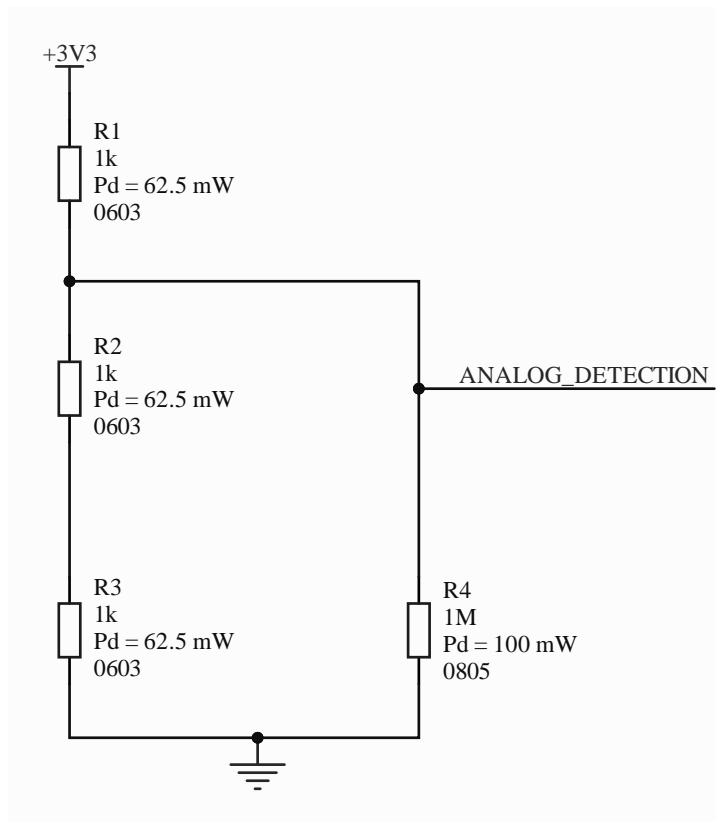 +3V3
R1
1k
Pd = 62.5 mW
0603
R2
1k
Pd = 62.5 mW
0603
ANALOG_DETECTION
R3
1k
Pd = 62.5 mW
0603
R4
1M
Pd = 100 mW
0805